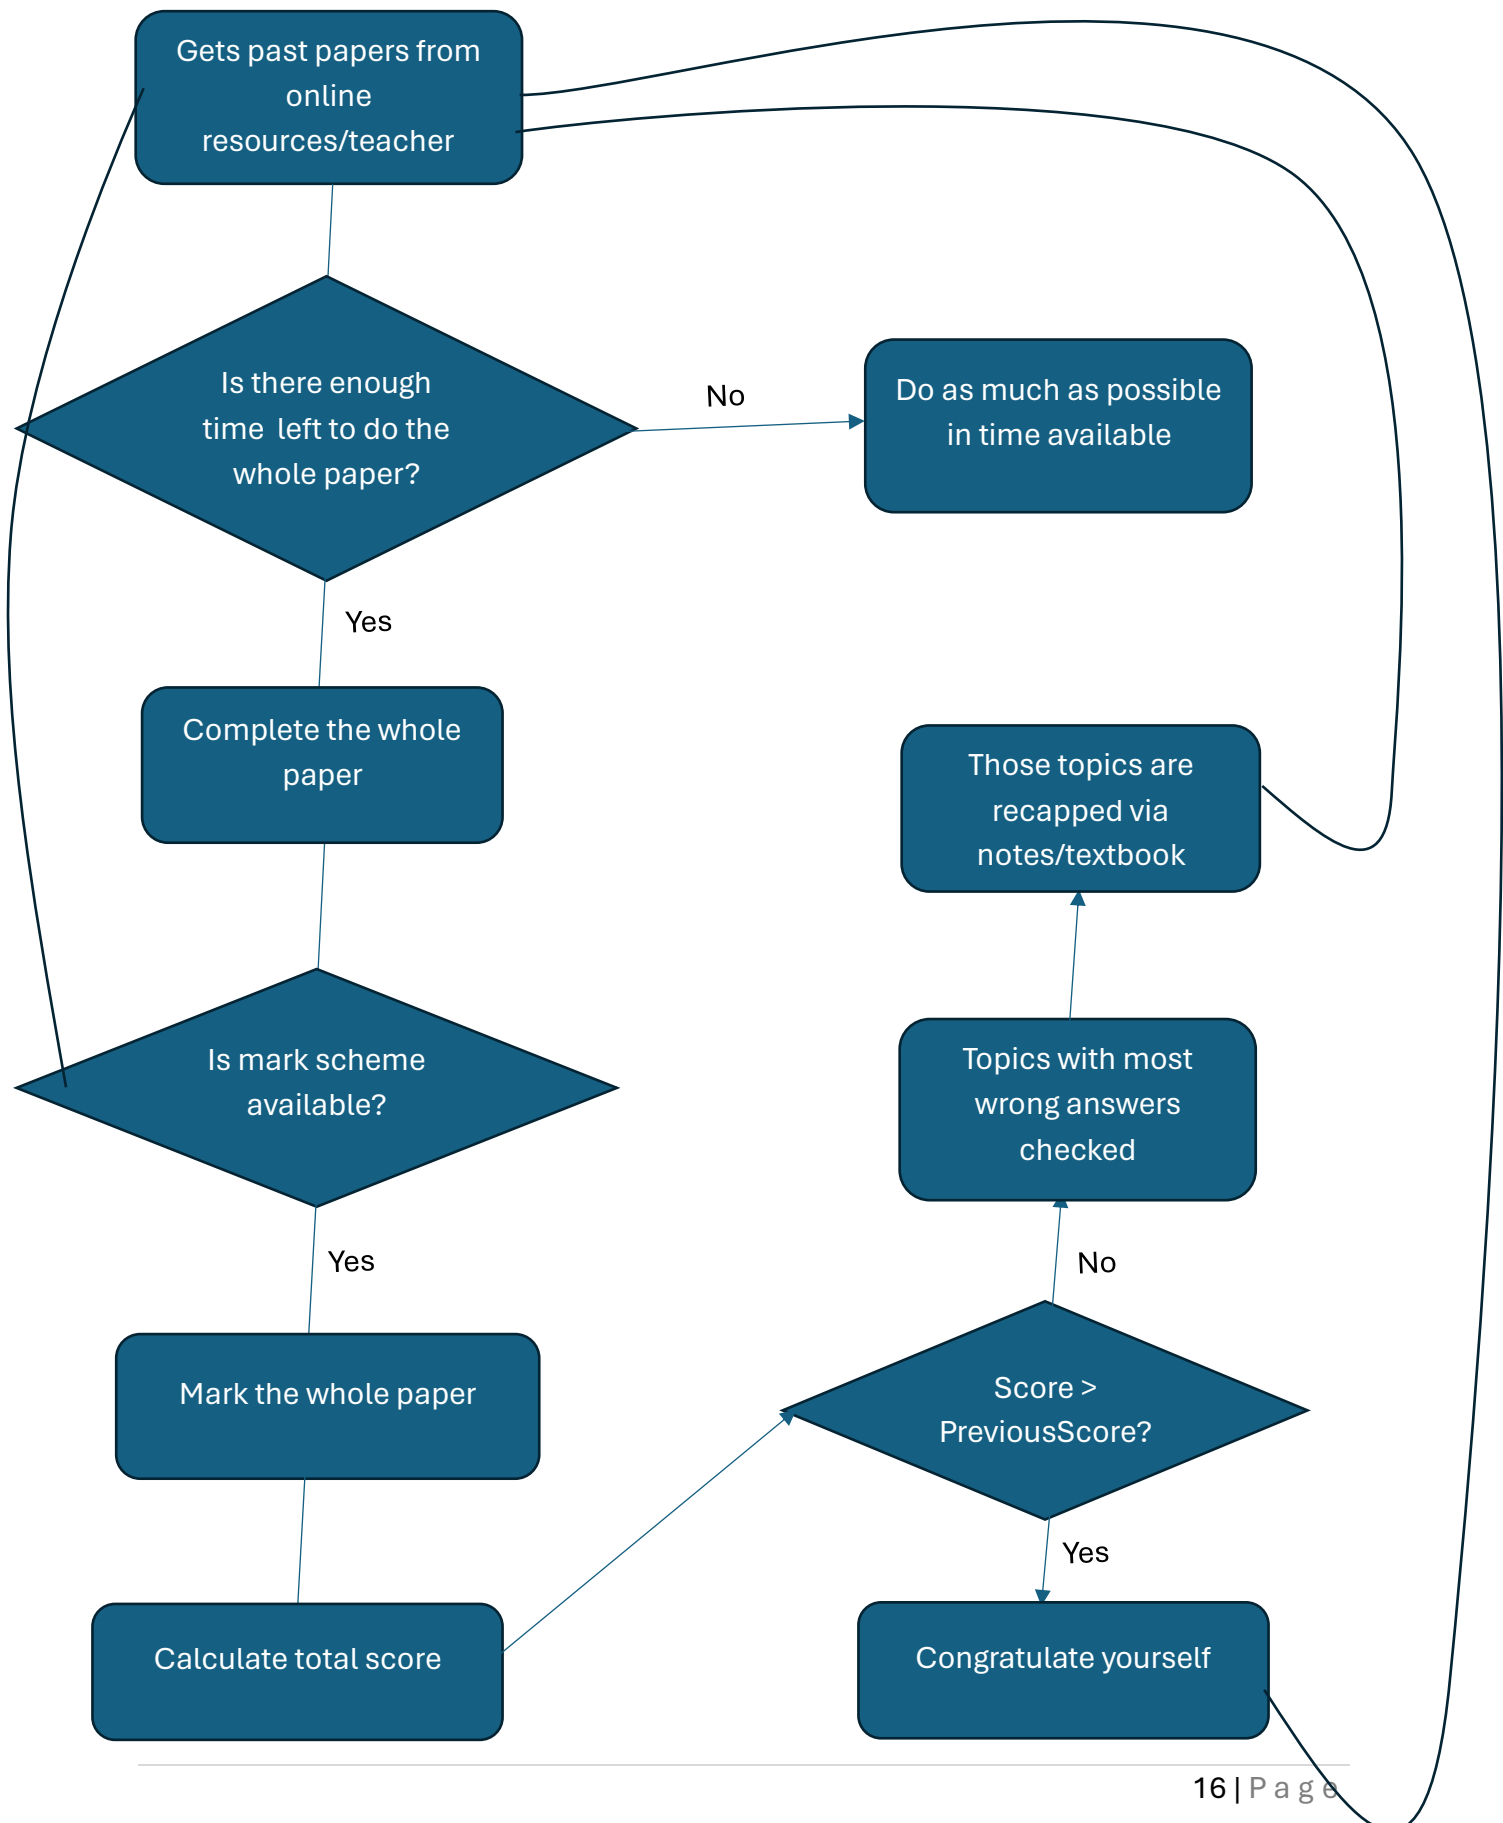 Gets past papers from
online
resources/teacher
Is there enough
time  left to do the
whole paper?
No
Do as much as possible
in time available
Yes
Complete the whole
paper
Is mark scheme
available?
Yes
Mark the whole paper
Calculate total score
Those topics are
recapped via
notes/textbook
Topics with most
wrong answers
checked
No
Score >
PreviousScore?
Yes
Congratulate yourself
16 | P a g e